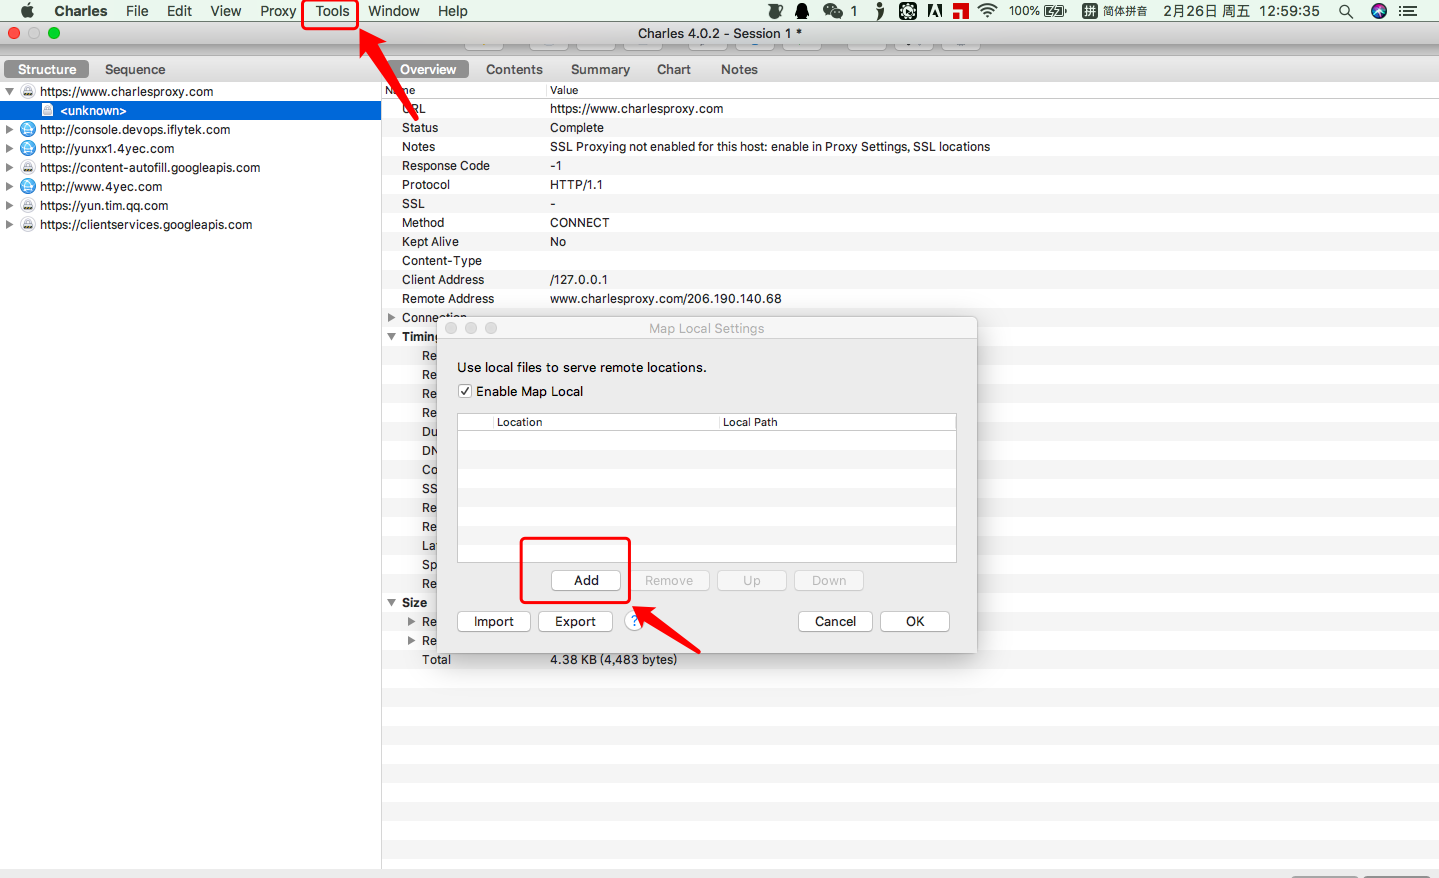 Charles File Edit View Proxy Tools Window Help 1 100% 拼 简体拼音 2月26日 周五 12:59:35
Charles 4.0.2 - Session 1 *
Structure Sequence Overview Contents Summary Chart Notes
https://www.charlesproxy.com
<unknown>
http://console.devops.iflytek.com
http://yunxx1.4yec.com
https://content-autofill.googleapis.com
http://www.4yec.com
https://yun.tim.qq.com
https://clientservices.googleapis.com
Name Value
URL https://www.charlesproxy.com
Status Complete
Notes SSL Proxying not enabled for this host: enable in Proxy Settings, SSL locations
Response Code -1
Protocol HTTP/1.1
SSL -
Method CONNECT
Kept Alive No
Content-Type
Client Address /127.0.0.1
Remote Address www.charlesproxy.com/206.190.140.68
Connection
Timing
Re
Re
Re
Re
Du
DN
Co
SS
Re
Re
La
Sp
Re
Size
Re
Re
Total 4.38 KB (4,483 bytes)
Map Local Settings
Use local files to serve remote locations.
Enable Map Local
Location Local Path
Add Remove Up Down
Import Export ? Cancel OK